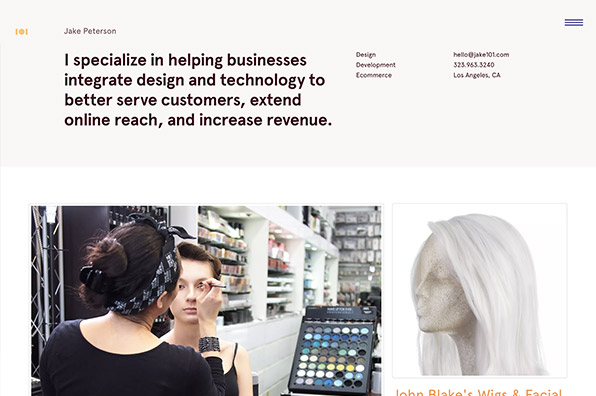 101
Jake Peterson
I specialize in helping businesses
integrate design and technology to
better serve customers, extend
online reach, and increase revenue.
Design
Development
Ecommerce
hello@jake101.com
323.963.3240
Los Angeles, CA
John Blake's Wigs & Facial